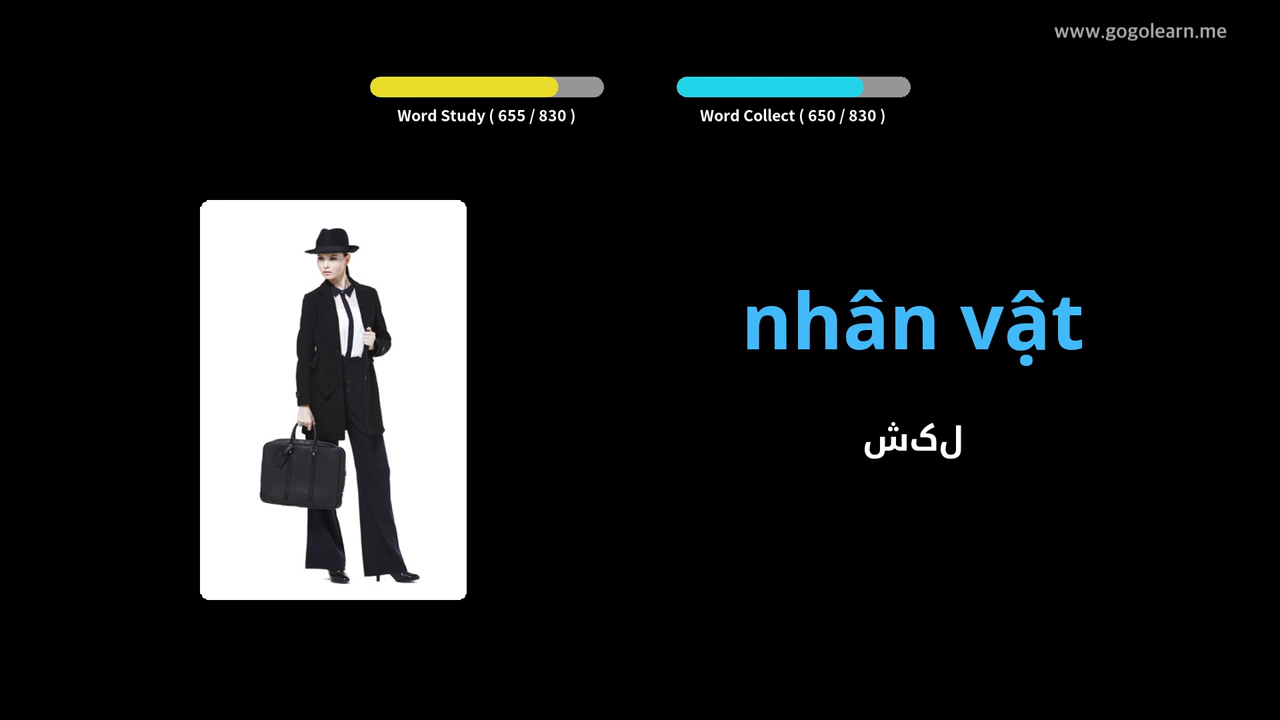 www.gogolearn.me
Word Study ( 655 / 830 )
Word Collect ( 650 / 830 )
nhân vật
لکش